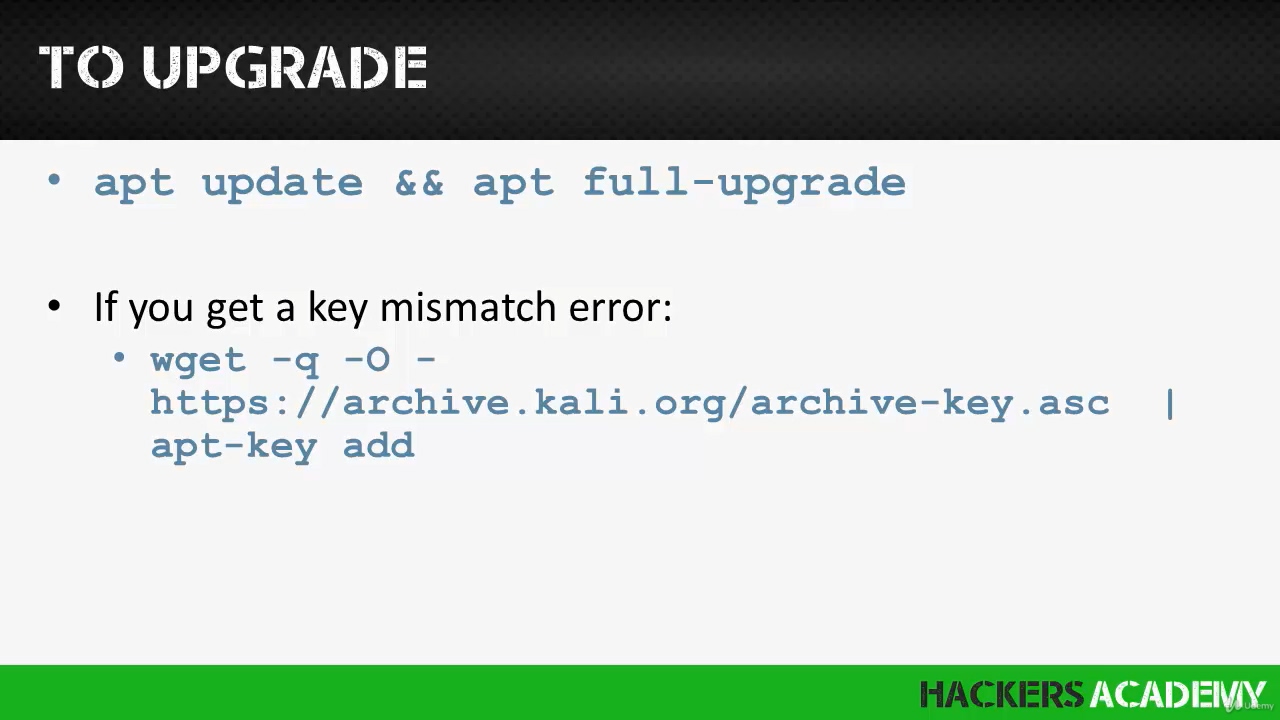 TO UPGRADE
• apt update && apt full-upgrade
• If you get a key mismatch error:
• wget -q -O -
https://archive.kali.org/archive-key.asc |
apt-key add
HACKERS ACADEMY
Udemy